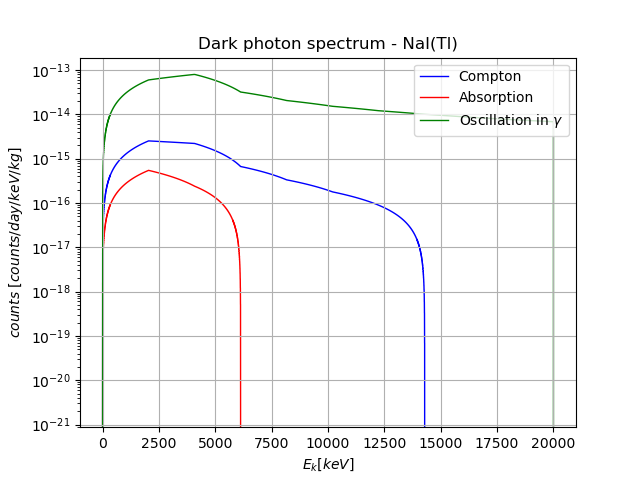 Dark photon spectrum - NaI(Tl)
Compton
Absorption
Oscillation in γ
counts [counts/day/keV/kg]
10⁻¹³
10⁻¹⁴
10⁻¹⁵
10⁻¹⁶
10⁻¹⁷
10⁻¹⁸
10⁻¹⁹
10⁻²⁰
10⁻²¹
0 2500 5000 7500 10000 12500 15000 17500 20000
E_k[keV]